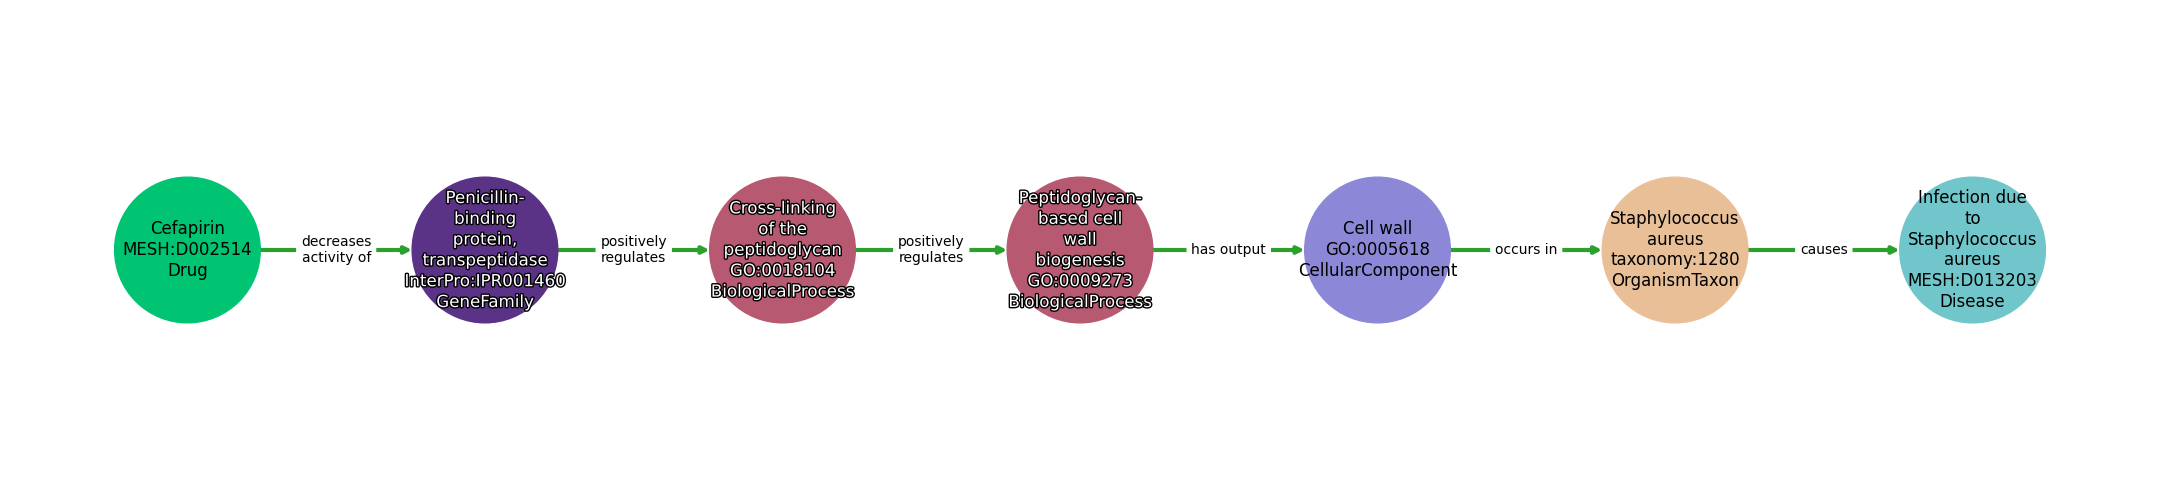 Cefapirin
MESH:D002514
Drug
decreases
activity of
Penicillin-
binding
protein,
transpeptidase
InterPro:IPR001460
GeneFamily
positively
regulates
Cross-linking
of the
peptidoglycan
GO:0018104
BiologicalProcess
positively
regulates
Peptidoglycan-
based cell
wall
biogenesis
GO:0009273
BiologicalProcess
has output
Cell wall
GO:0005618
CellularComponent
occurs in
Staphylococcus
aureus
taxonomy:1280
OrganismTaxon
causes
Infection due
to
Staphylococcus
aureus
MESH:D013203
Disease